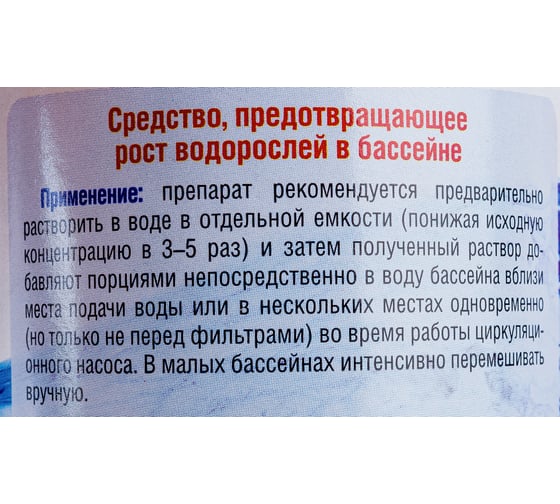 Средство, предотвращающее
рост водорослей в бассейне
Применение: препарат рекомендуется предварительно
растворить в воде в отдельной емкости (понижая исходную
концентрацию в 3–5 раз) и затем полученный раствор до-
бавляют порциями непосредственно в воду бассейна вблизи
места подачи воды или в нескольких местах одновременно
(но только не перед фильтрами) во время работы циркуляци-
онного насоса. В малых бассейнах интенсивно перемешивать
вручную.